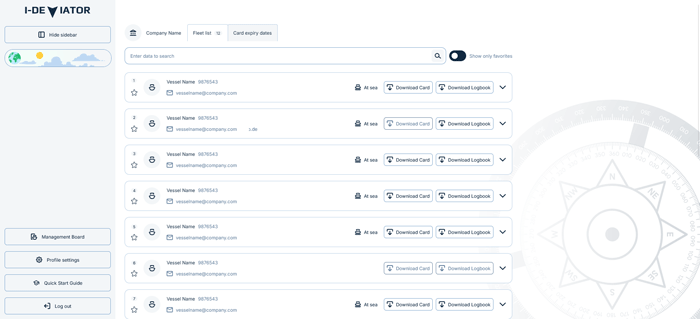 I-DE VIATOR
Hide sidebar
Company Name
Fleet list 12
Card expiry dates
Enter data to search
Show only favorites
1 Vessel Name 9876543
vesselname@company.com
At sea Download Card Download Logbook
2 Vessel Name 9876543
vesselname@company.com s.de
At sea Download Card Download Logbook
3 Vessel Name 9876543
vesselname@company.com
At sea Download Card Download Logbook
4 Vessel Name 9876543
vesselname@company.com
At sea Download Card Download Logbook
5 Vessel Name 9876543
vesselname@company.com
At sea Download Card Download Logbook
6 Vessel Name 9876543
vesselname@company.com
Download Card Download Logbook
7 Vessel Name 9876543
vesselname@company.com
At sea Download Card Download Logbook
Management Board
Profile settings
Quick Start Guide
Log out
N
NE
E
SE
S